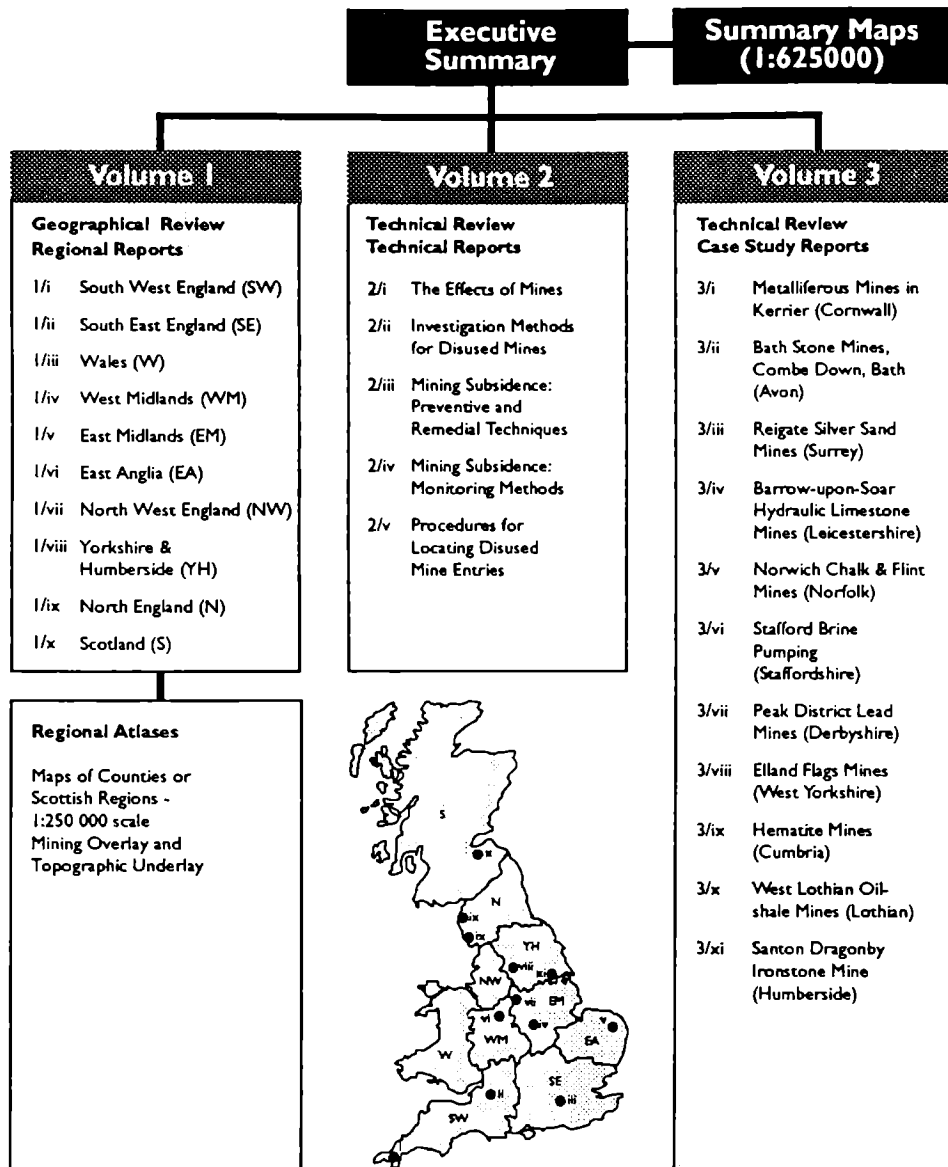 Executive
Summary
Summary Maps
(1:625000)
Volume 1
Geographical Review
Regional Reports
1/i South West England (SW)
1/ii South East England (SE)
1/iii Wales (W)
1/iv West Midlands (WM)
1/v East Midlands (EM)
1/vi East Anglia (EA)
1/vii North West England (NW)
1/viii Yorkshire &
Humberside (YH)
1/ix North England (N)
1/x Scotland (S)
Regional Atlases
Maps of Counties or
Scottish Regions -
1:250 000 scale
Mining Overlay and
Topographic Underlay
Volume 2
Technical Review
Technical Reports
2/i The Effects of Mines
2/ii Investigation Methods
for Disused Mines
2/iii Mining Subsidence:
Preventive and
Remedial Techniques
2/iv Mining Subsidence:
Monitoring Methods
2/v Procedures for
Locating Disused
Mine Entries
S
x
N
ix
ix
YH
viii
xi
NW
EM
vi
iv
WM
v
EA
W
SE
ii
iii
SW
Volume 3
Technical Review
Case Study Reports
3/i Metalliferous Mines in
Kerrier (Cornwall)
3/ii Bath Stone Mines,
Combe Down, Bath
(Avon)
3/iii Reigate Silver Sand
Mines (Surrey)
3/iv Barrow-upon-Soar
Hydraulic Limestone
Mines (Leicestershire)
3/v Norwich Chalk & Flint
Mines (Norfolk)
3/vi Stafford Brine
Pumping
(Staffordshire)
3/vii Peak District Lead
Mines (Derbyshire)
3/viii Elland Flags Mines
(West Yorkshire)
3/ix Hematite Mines
(Cumbria)
3/x West Lothian Oil-
shale Mines (Lothian)
3/xi Santon Dragonby
Ironstone Mine
(Humberside)